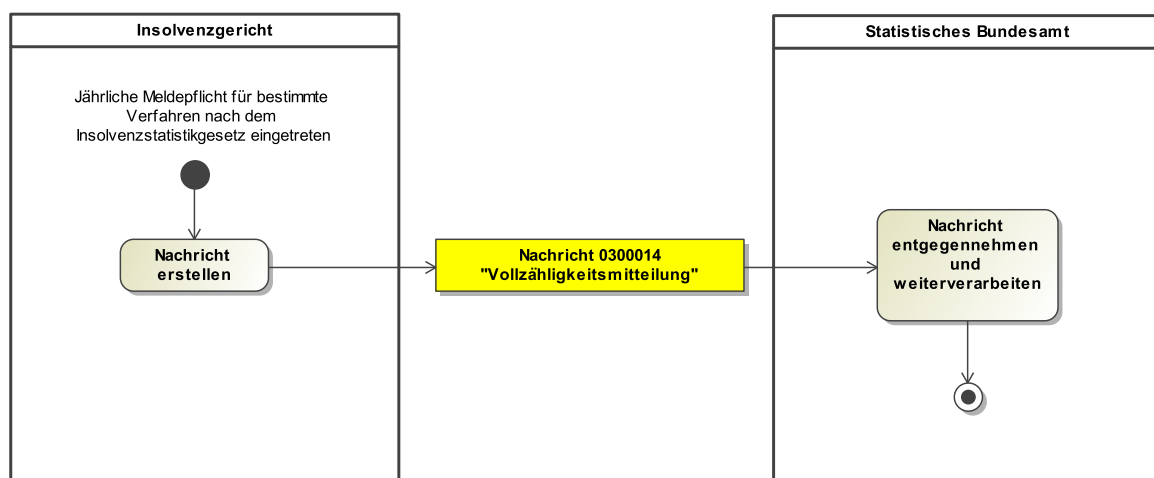 Insolvenzgericht
Jährliche Meldepflicht für bestimmte
Verfahren nach dem
Insolvenzstatistikgesetz eingetreten
Nachricht
erstellen
Nachricht 0300014
"Vollzähligkeitsmitteilung"
Statistisches Bundesamt
Nachricht
entgegennehmen
und
weiterverarbeiten